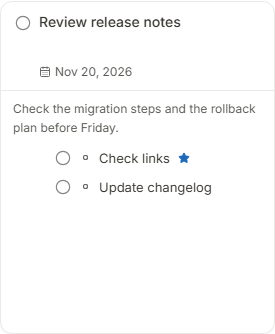 Review release notes
Nov 20, 2026
Check the migration steps and the rollback
plan before Friday.
Check links
Update changelog